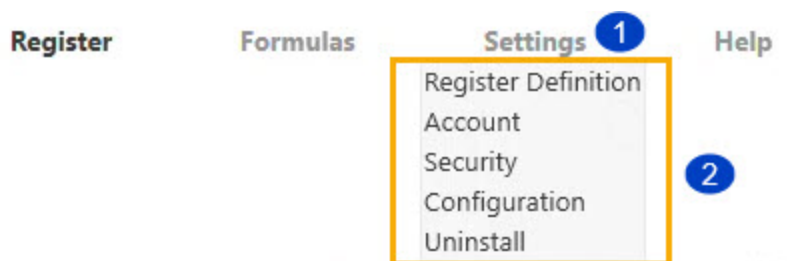 Register Formulas Settings 1 Help
Register Definition
Account
Security 2
Configuration
Uninstall